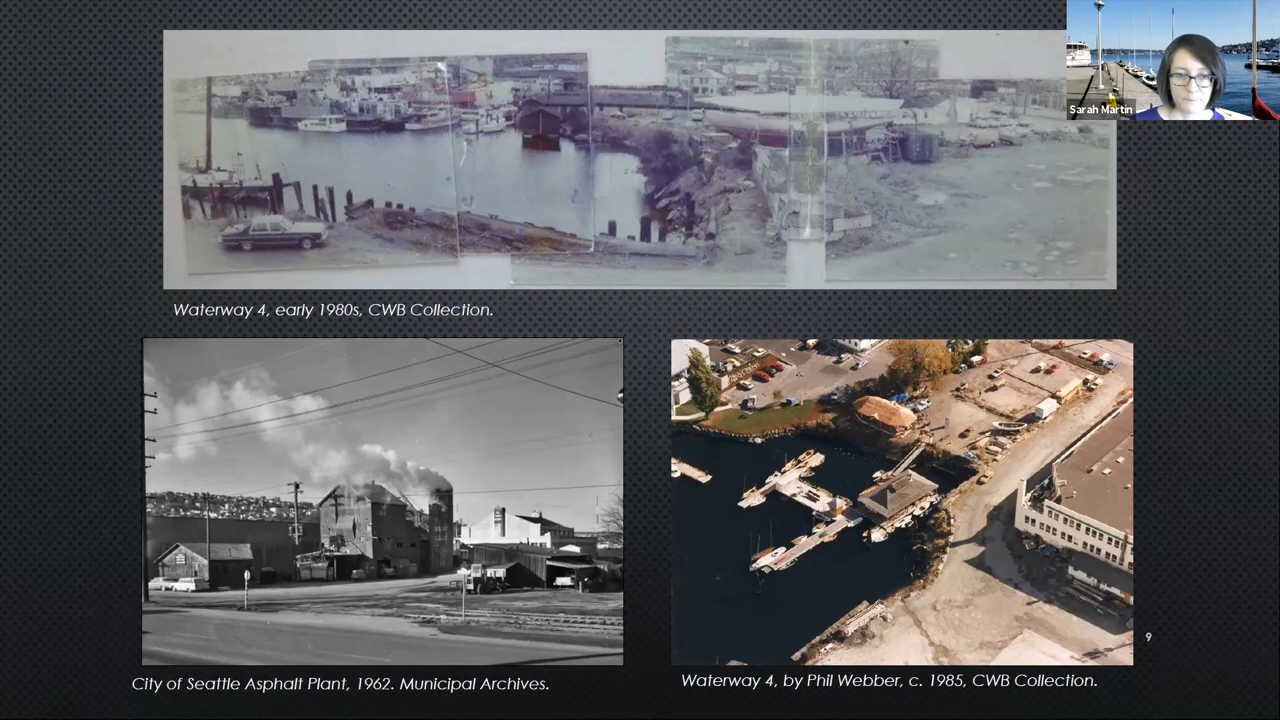 Sarah Martin
Waterway 4, early 1980s, CWB Collection.
9
City of Seattle Asphalt Plant, 1962. Municipal Archives.
Waterway 4, by Phil Webber, c. 1985, CWB Collection.